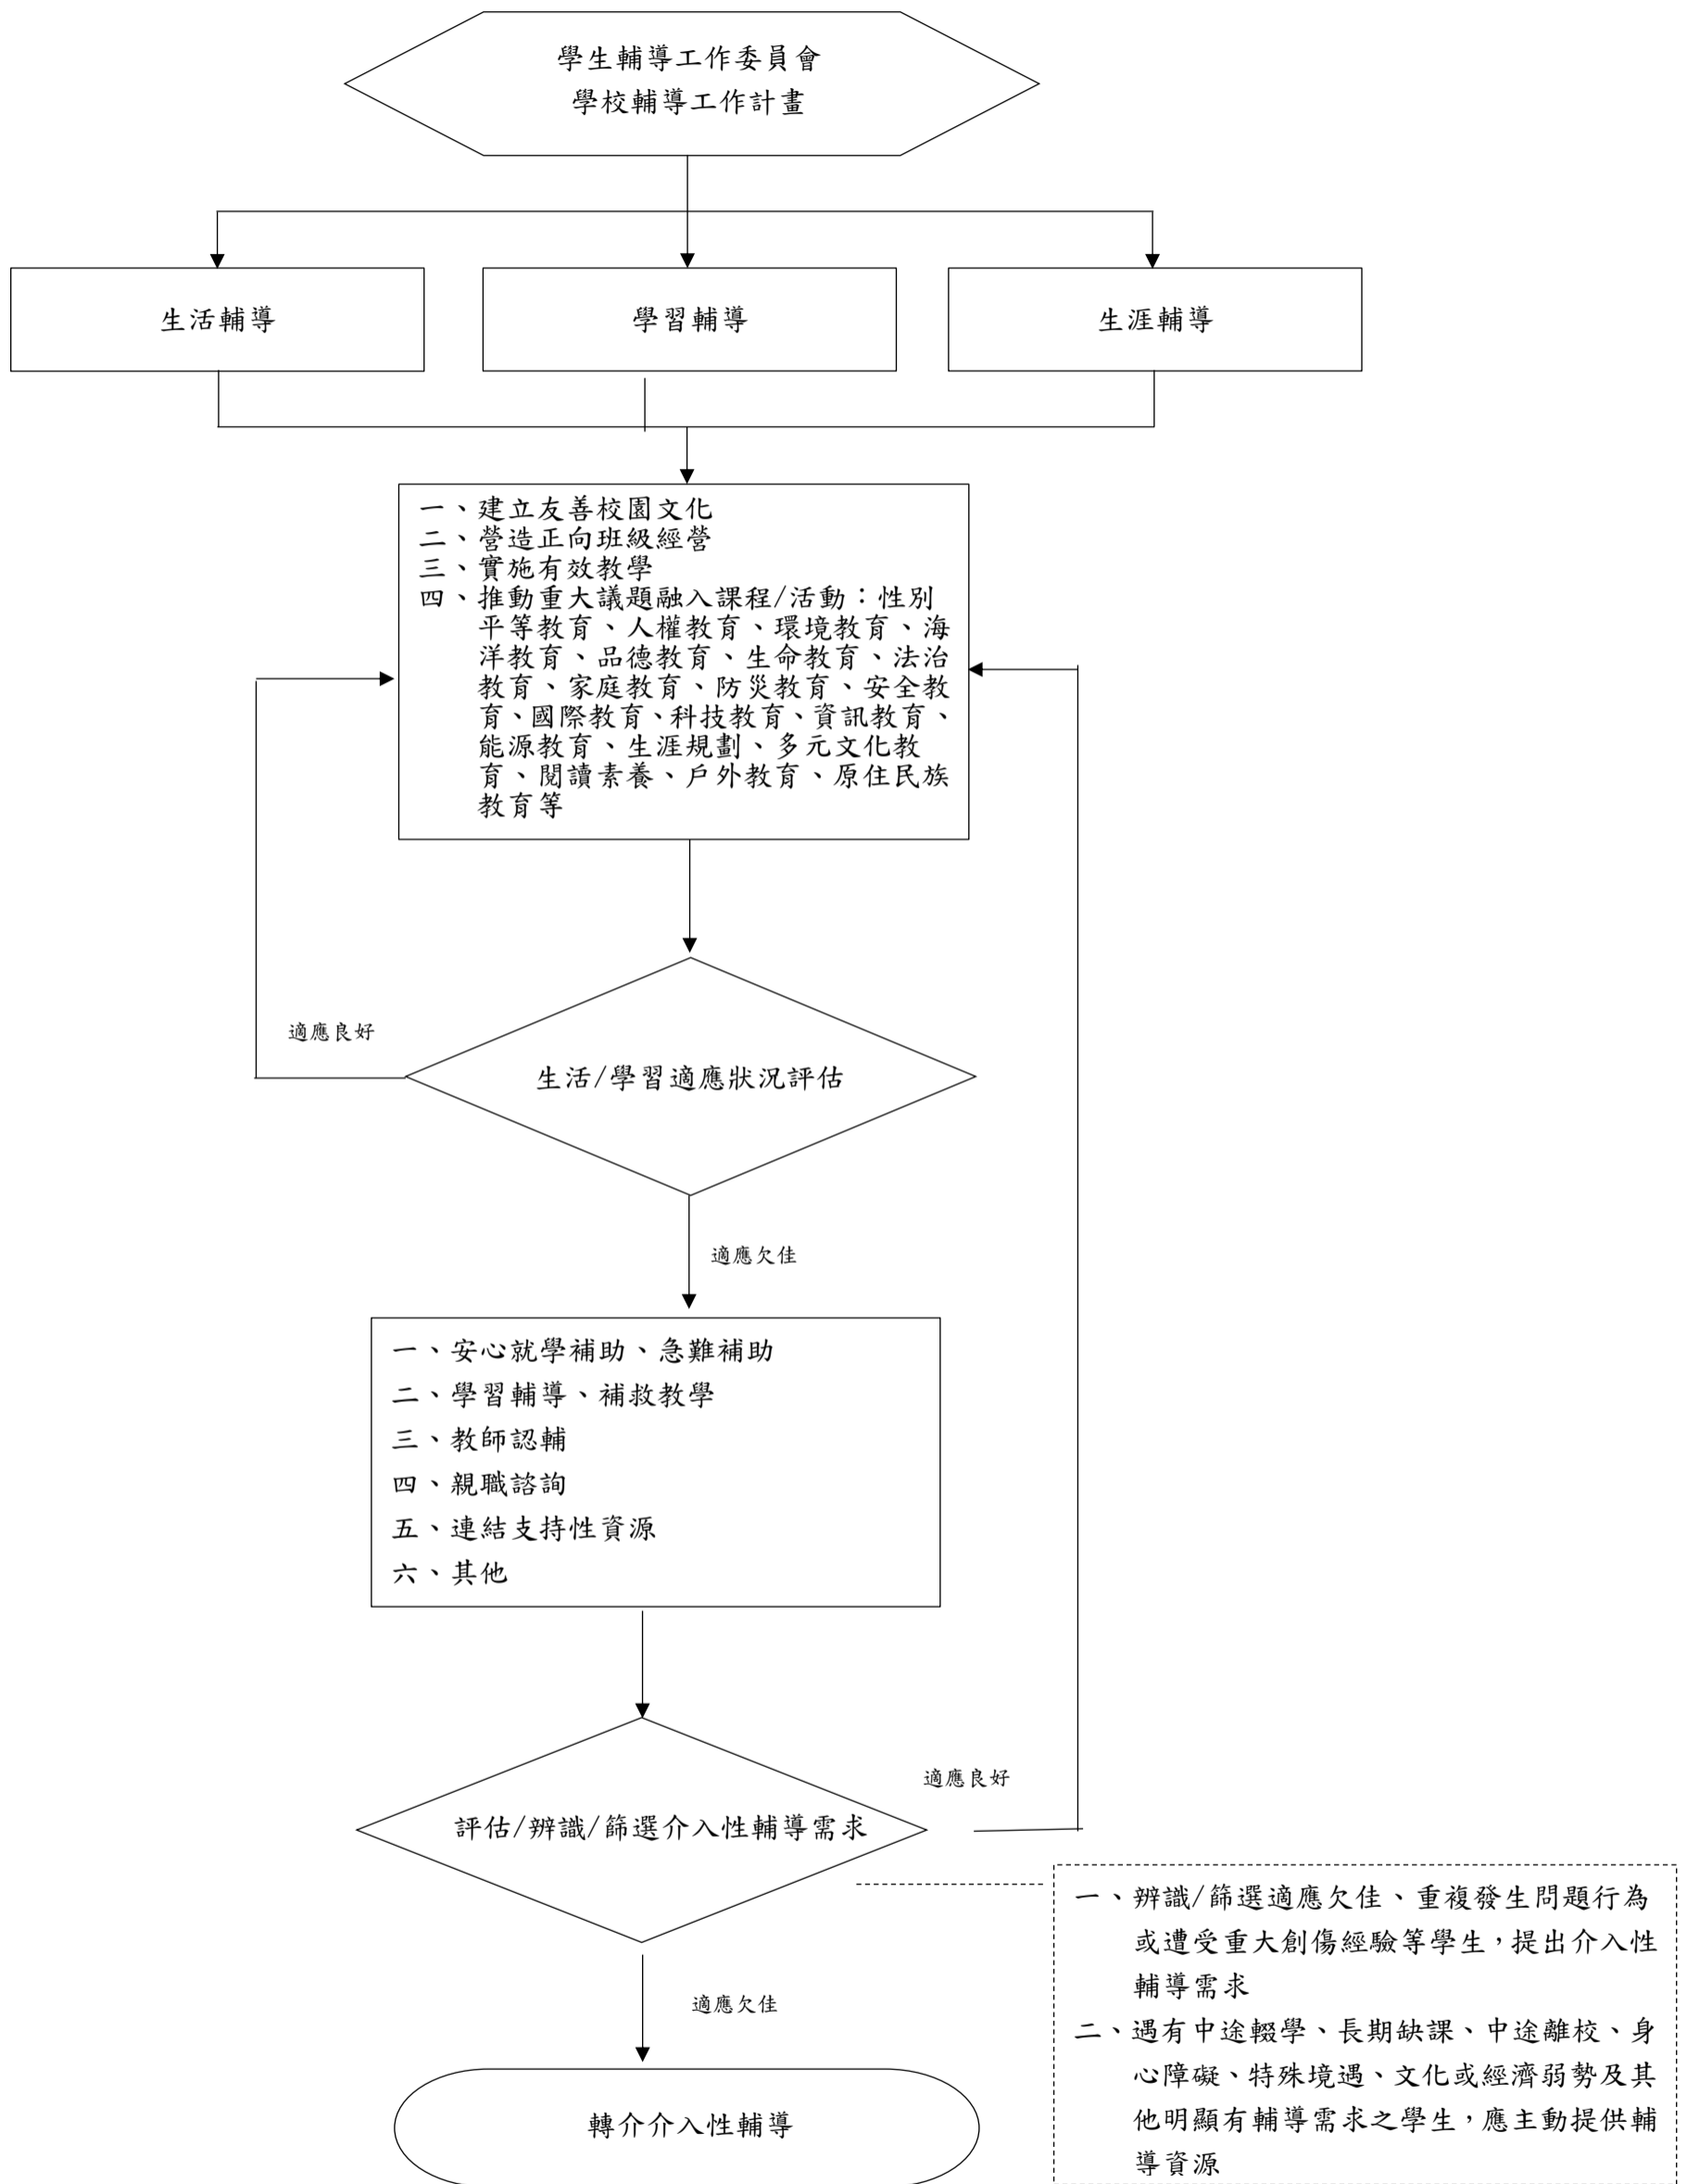 學生輔導工作委員會
學校輔導工作計畫
生活輔導
學習輔導
生涯輔導
一、建立友善校園文化
二、營造正向班級經營
三、實施有效教學
四、推動重大議題融入課程/活動：性別
平等教育、人權教育、環境教育、海
洋教育、品德教育、生命教育、法治
教育、家庭教育、防災教育、安全教
育、國際教育、科技教育、資訊教育、
能源教育、生涯規劃、多元文化教
育、閱讀素養、戶外教育、原住民族
教育等
適應良好
生活/學習適應狀況評估
適應欠佳
一、安心就學補助、急難補助
二、學習輔導、補救教學
三、教師認輔
四、親職諮詢
五、連結支持性資源
六、其他
適應良好
評估/辨識/篩選介入性輔導需求
一、辨識/篩選適應欠佳、重複發生問題行為
或遭受重大創傷經驗等學生，提出介入性
輔導需求
二、遇有中途輟學、長期缺課、中途離校、身
心障礙、特殊境遇、文化或經濟弱勢及其
他明顯有輔導需求之學生，應主動提供輔
導資源
適應欠佳
轉介介入性輔導